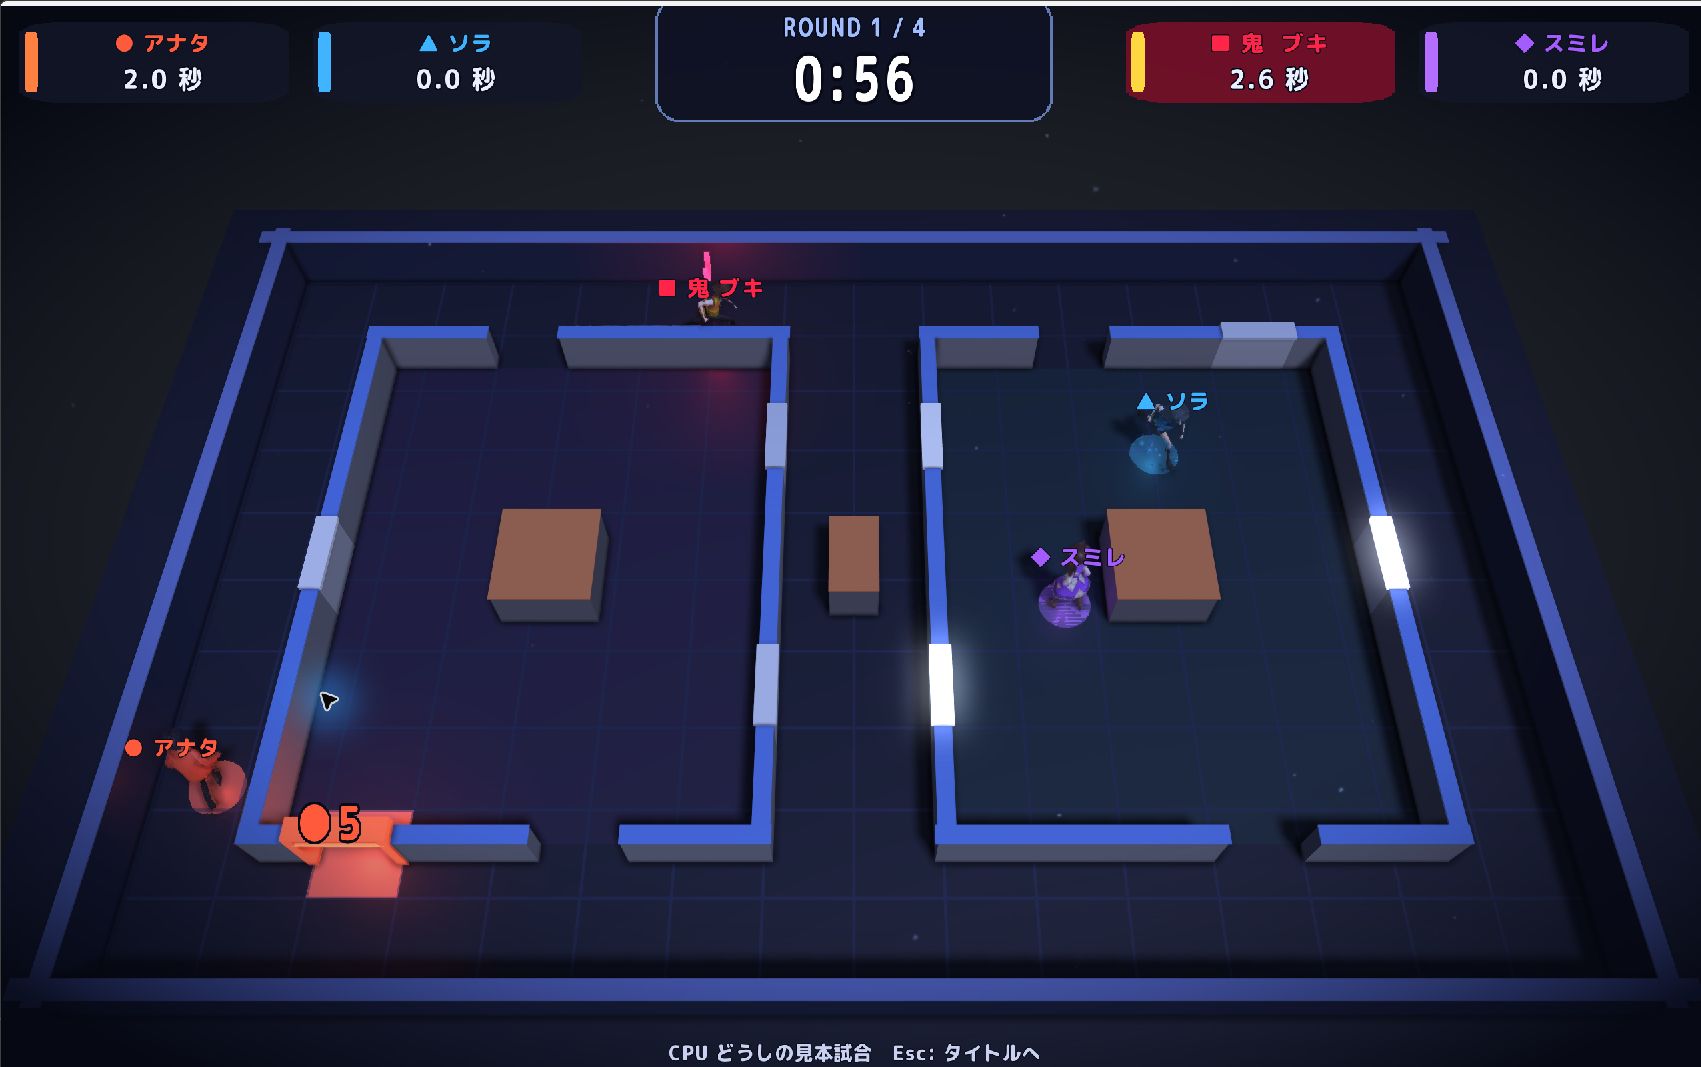 アナタ
2.0 秒
ソラ
0.0 秒
ROUND 1 / 4
0:56
鬼 ブキ
2.6 秒
スミレ
0.0 秒
鬼 ブキ
ソラ
スミレ
アナタ
5
CPU どうしの見本試合 Esc: タイトルへ